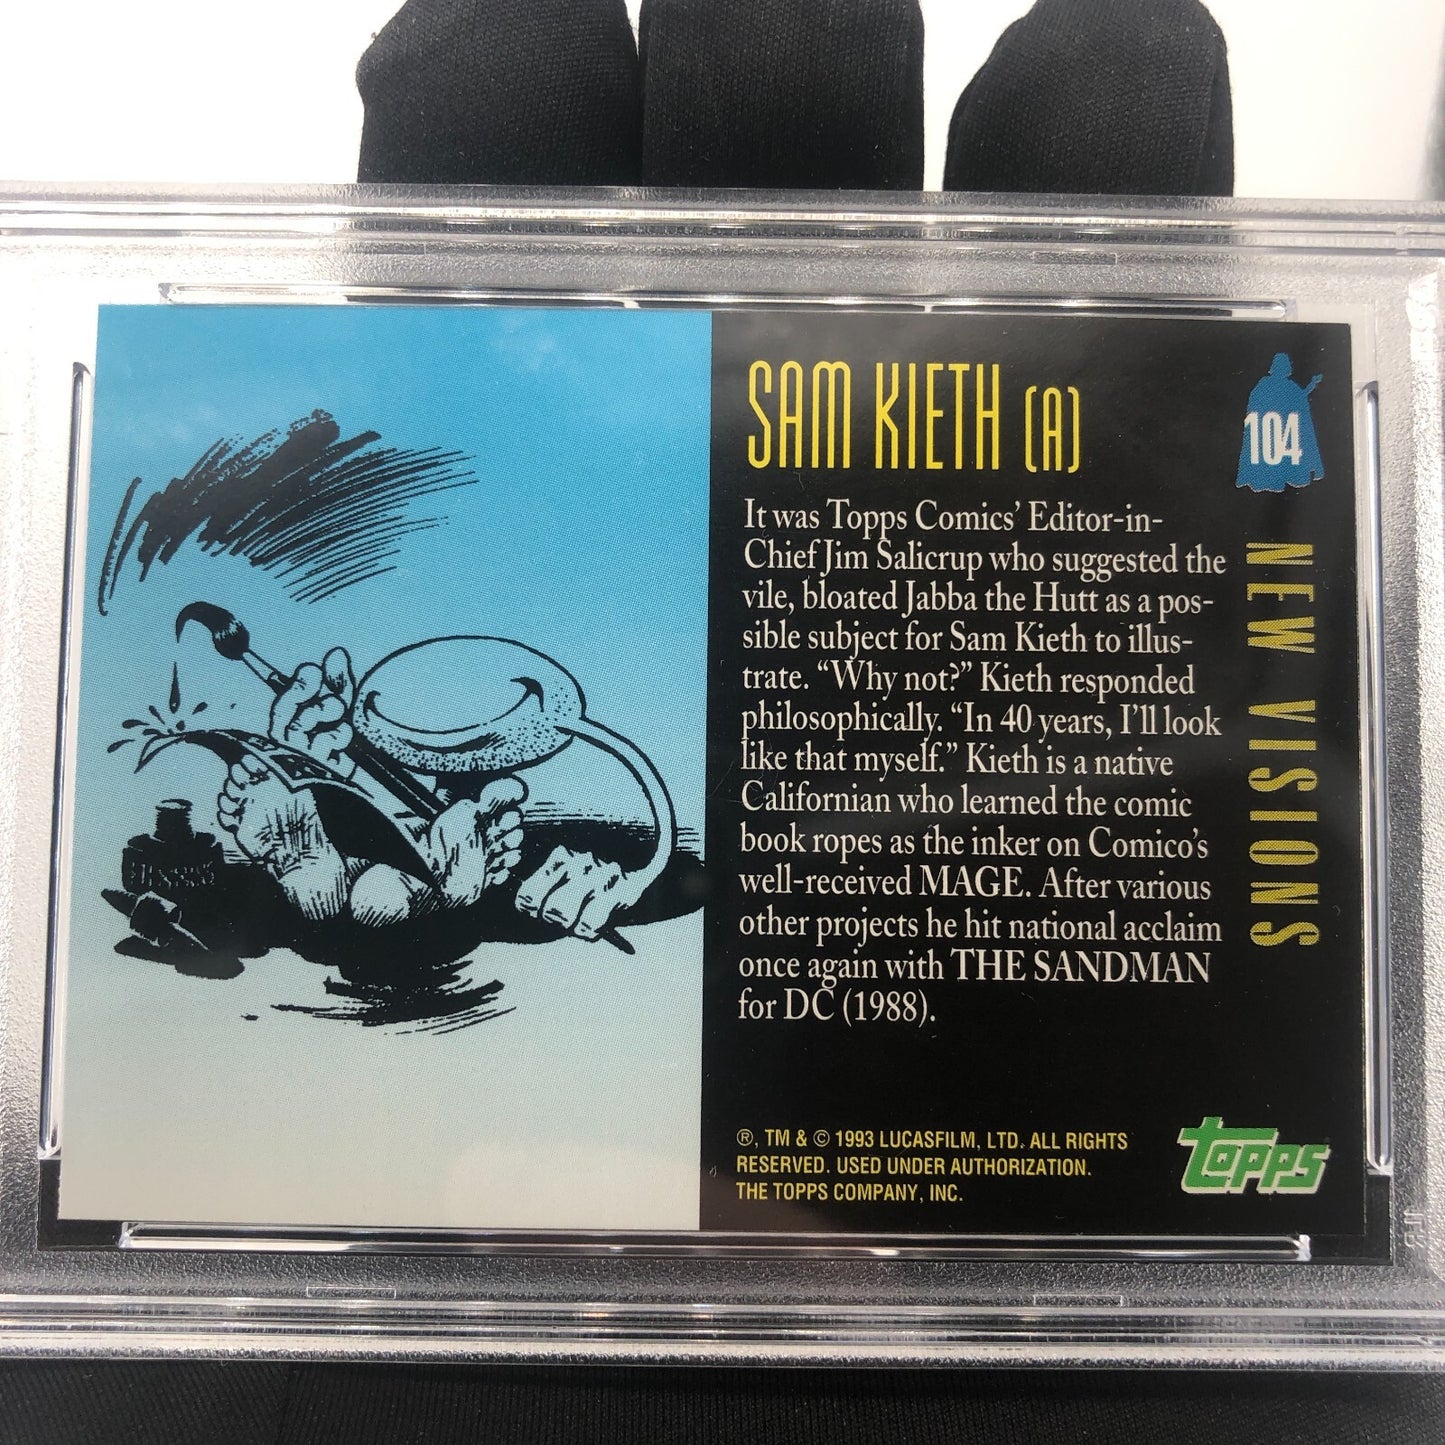 SAM KIETH (A)
104
NEW VISIONS
It was Topps Comics' Editor-in-
Chief Jim Salicrup who suggested the
vile, bloated Jabba the Hutt as a pos-
sible subject for Sam Kieth to illus-
trate. “Why not?” Kieth responded
philosophically. “In 40 years, I'll look
like that myself.” Kieth is a native
Californian who learned the comic
book ropes as the inker on Comico's
well-received MAGE. After various
other projects he hit national acclaim
once again with THE SANDMAN
for DC (1988).
®, TM & © 1993 LUCASFILM, LTD. ALL RIGHTS
RESERVED. USED UNDER AUTHORIZATION.
THE TOPPS COMPANY, INC.
topps